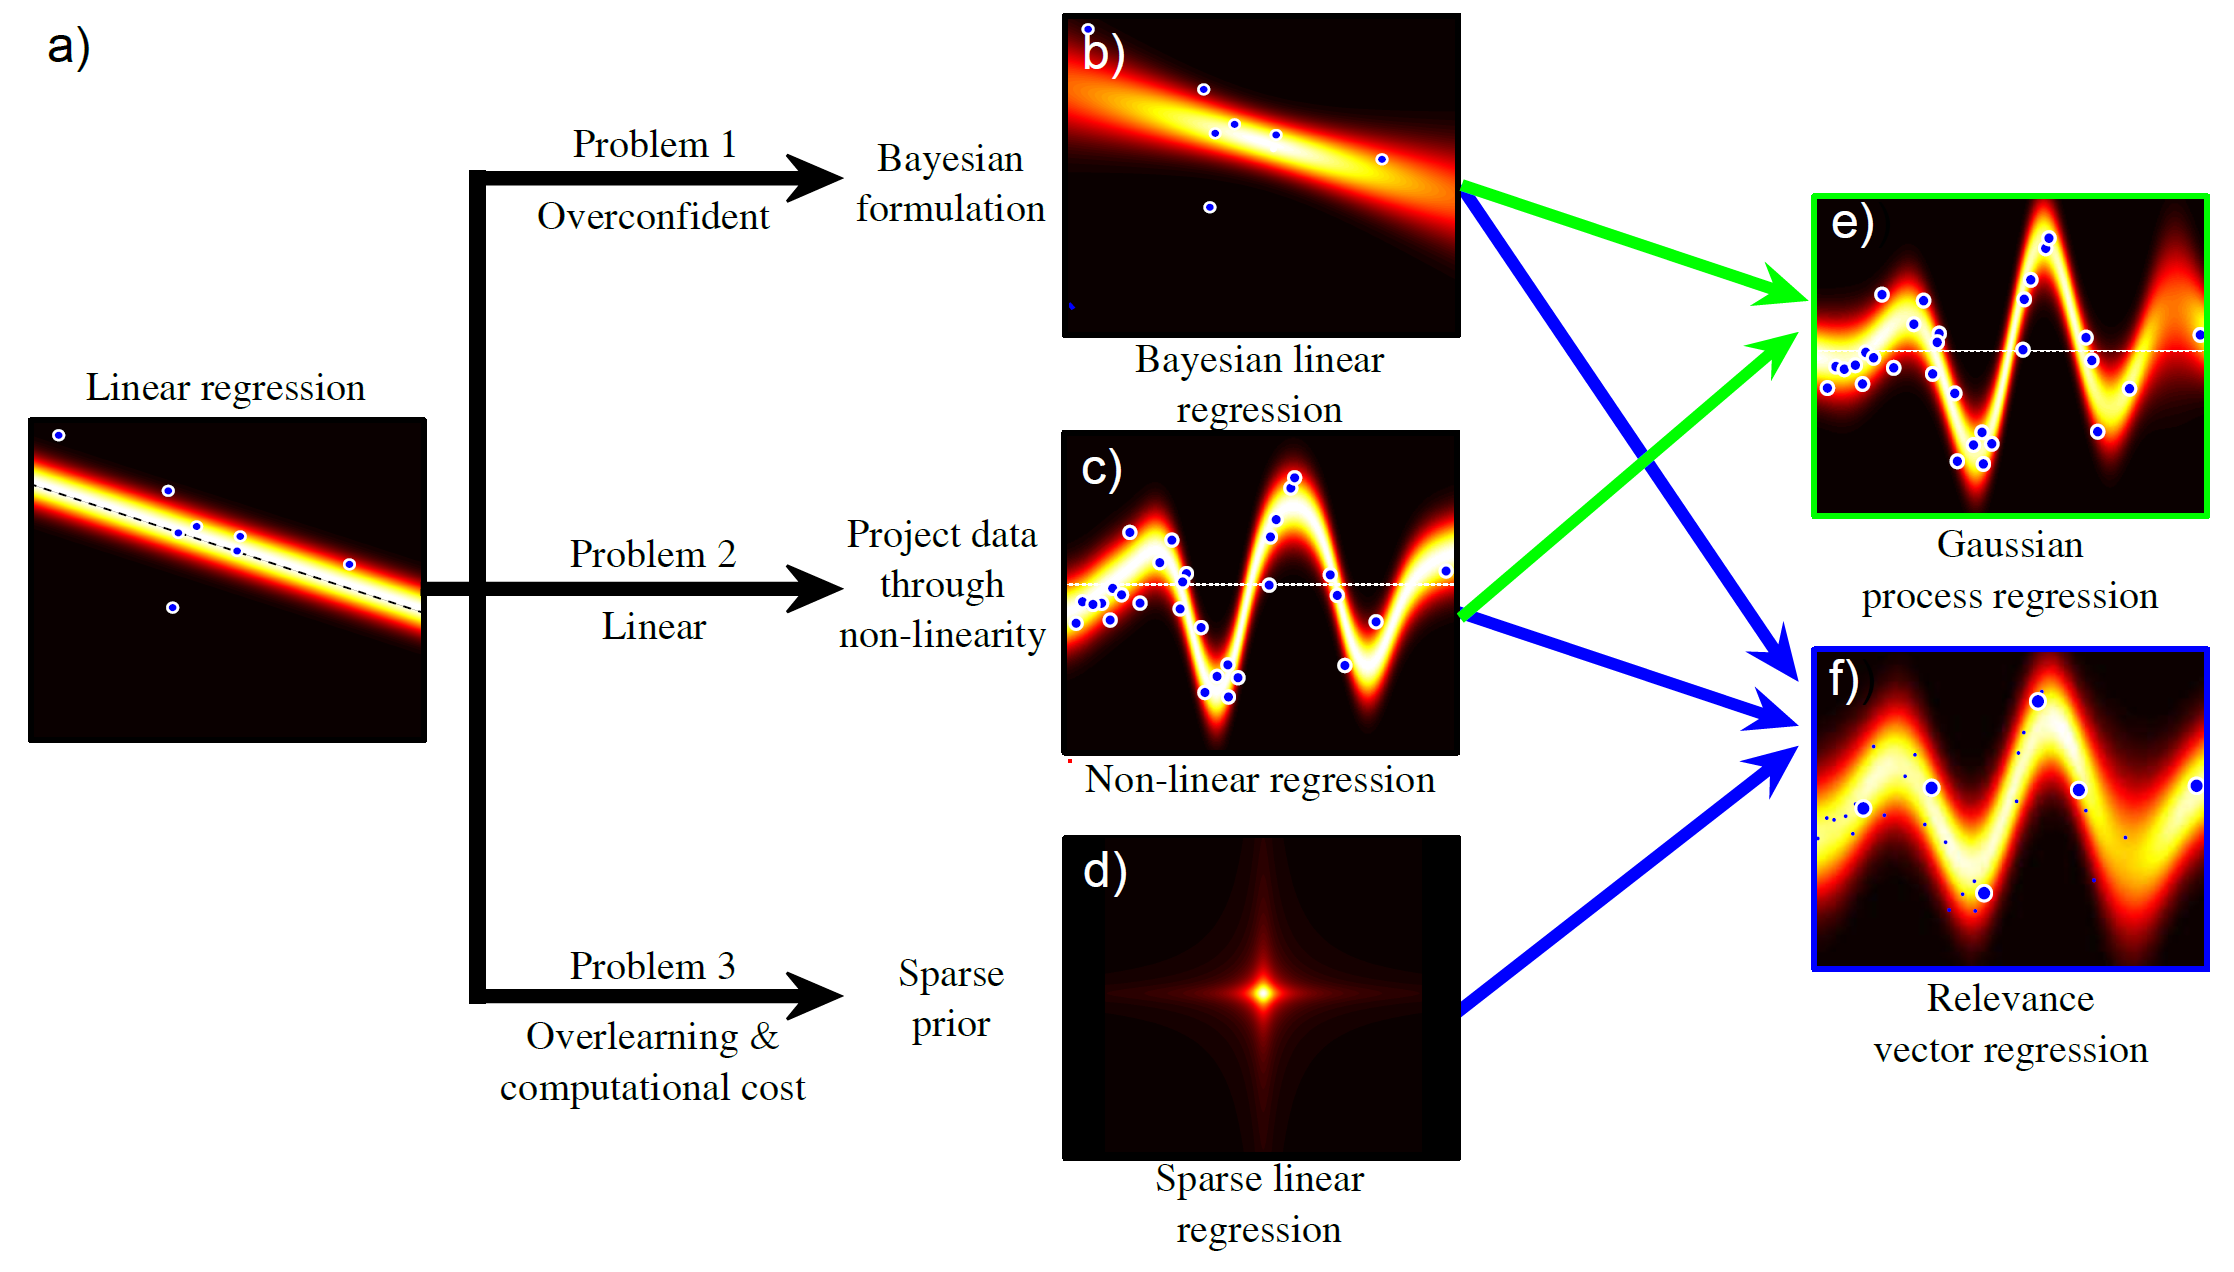 a)
Linear regression
Problem 1
Overconfident
Bayesian
formulation
b)
Bayesian linear
regression
Problem 2
Linear
Project data
through
non-linearity
c)
Non-linear regression
Problem 3
Overlearning &
computational cost
Sparse
prior
d)
Sparse linear
regression
e)
Gaussian
process regression
f)
Relevance
vector regression